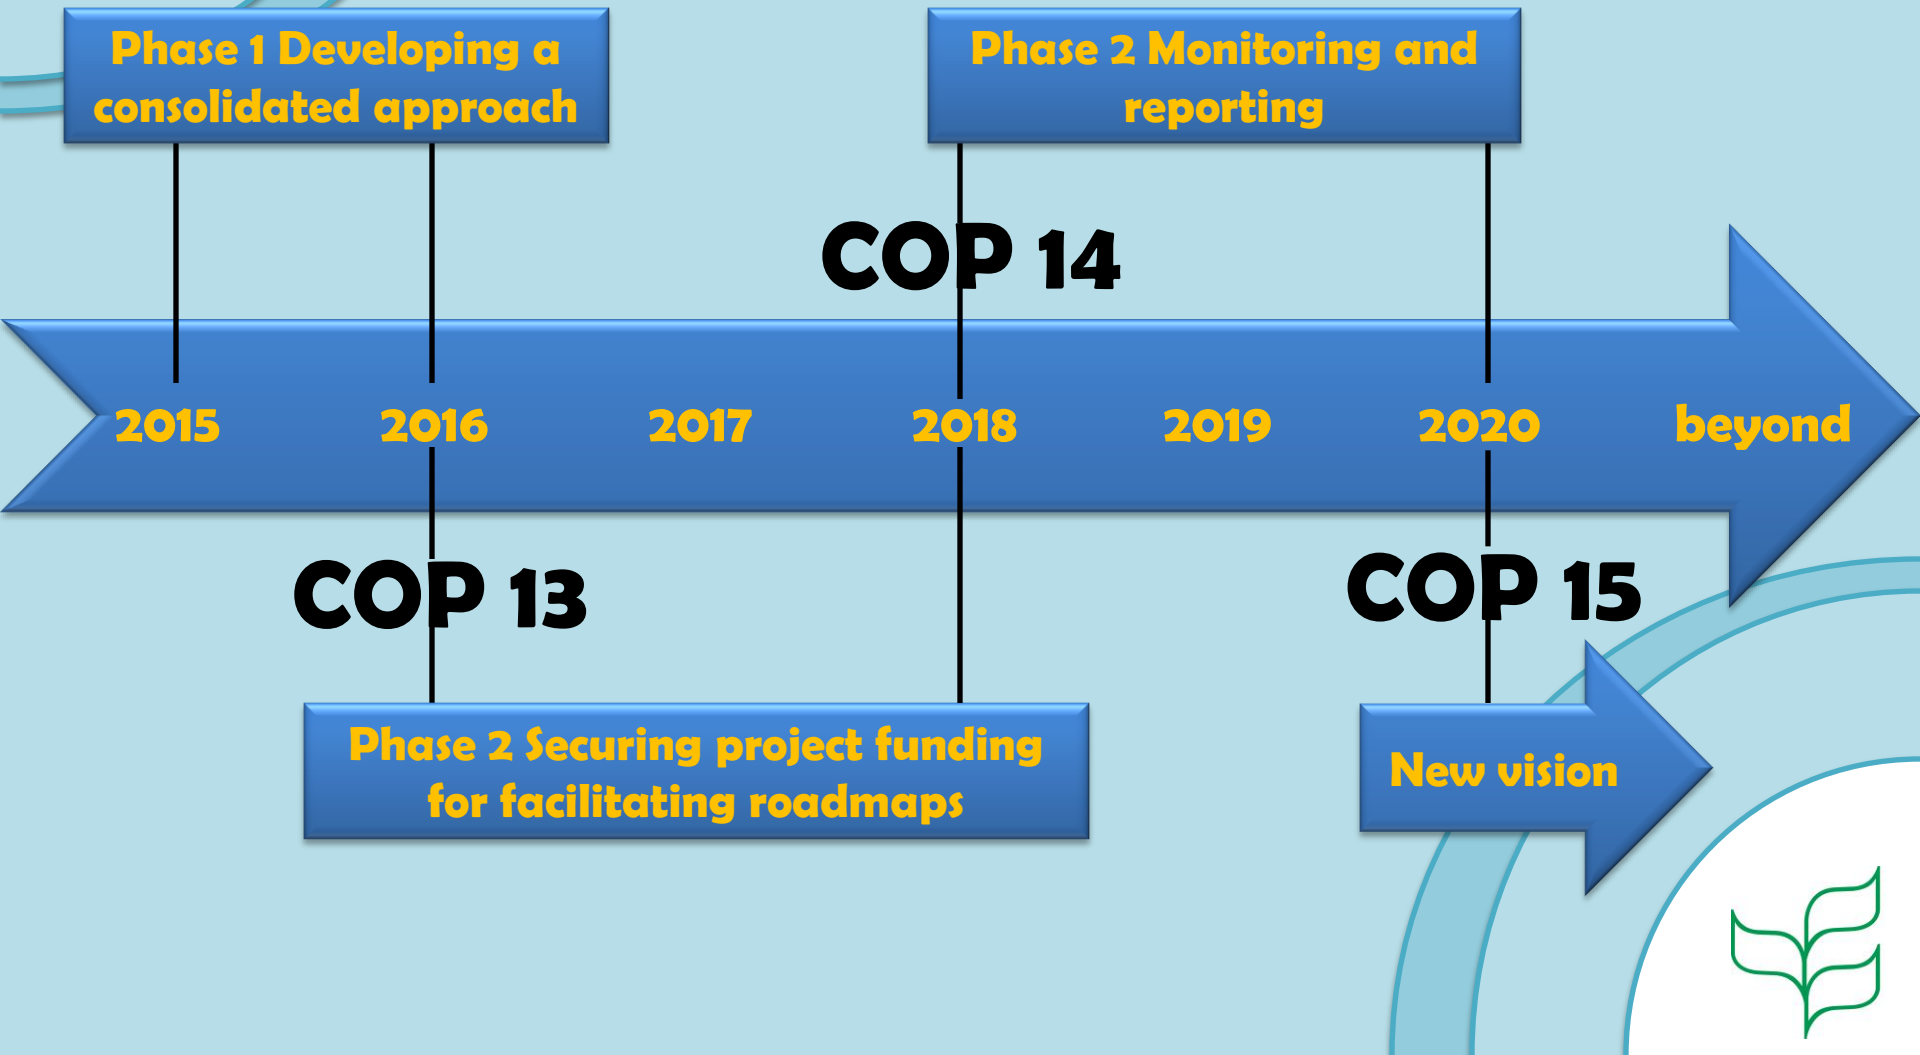 Phase 1 Developing a
consolidated approach
Phase 2 Monitoring and
reporting
COP 14
2015 2016 2017 2018 2019 2020 beyond
COP 13
COP 15
Phase 2 Securing project funding
for facilitating roadmaps
New vision